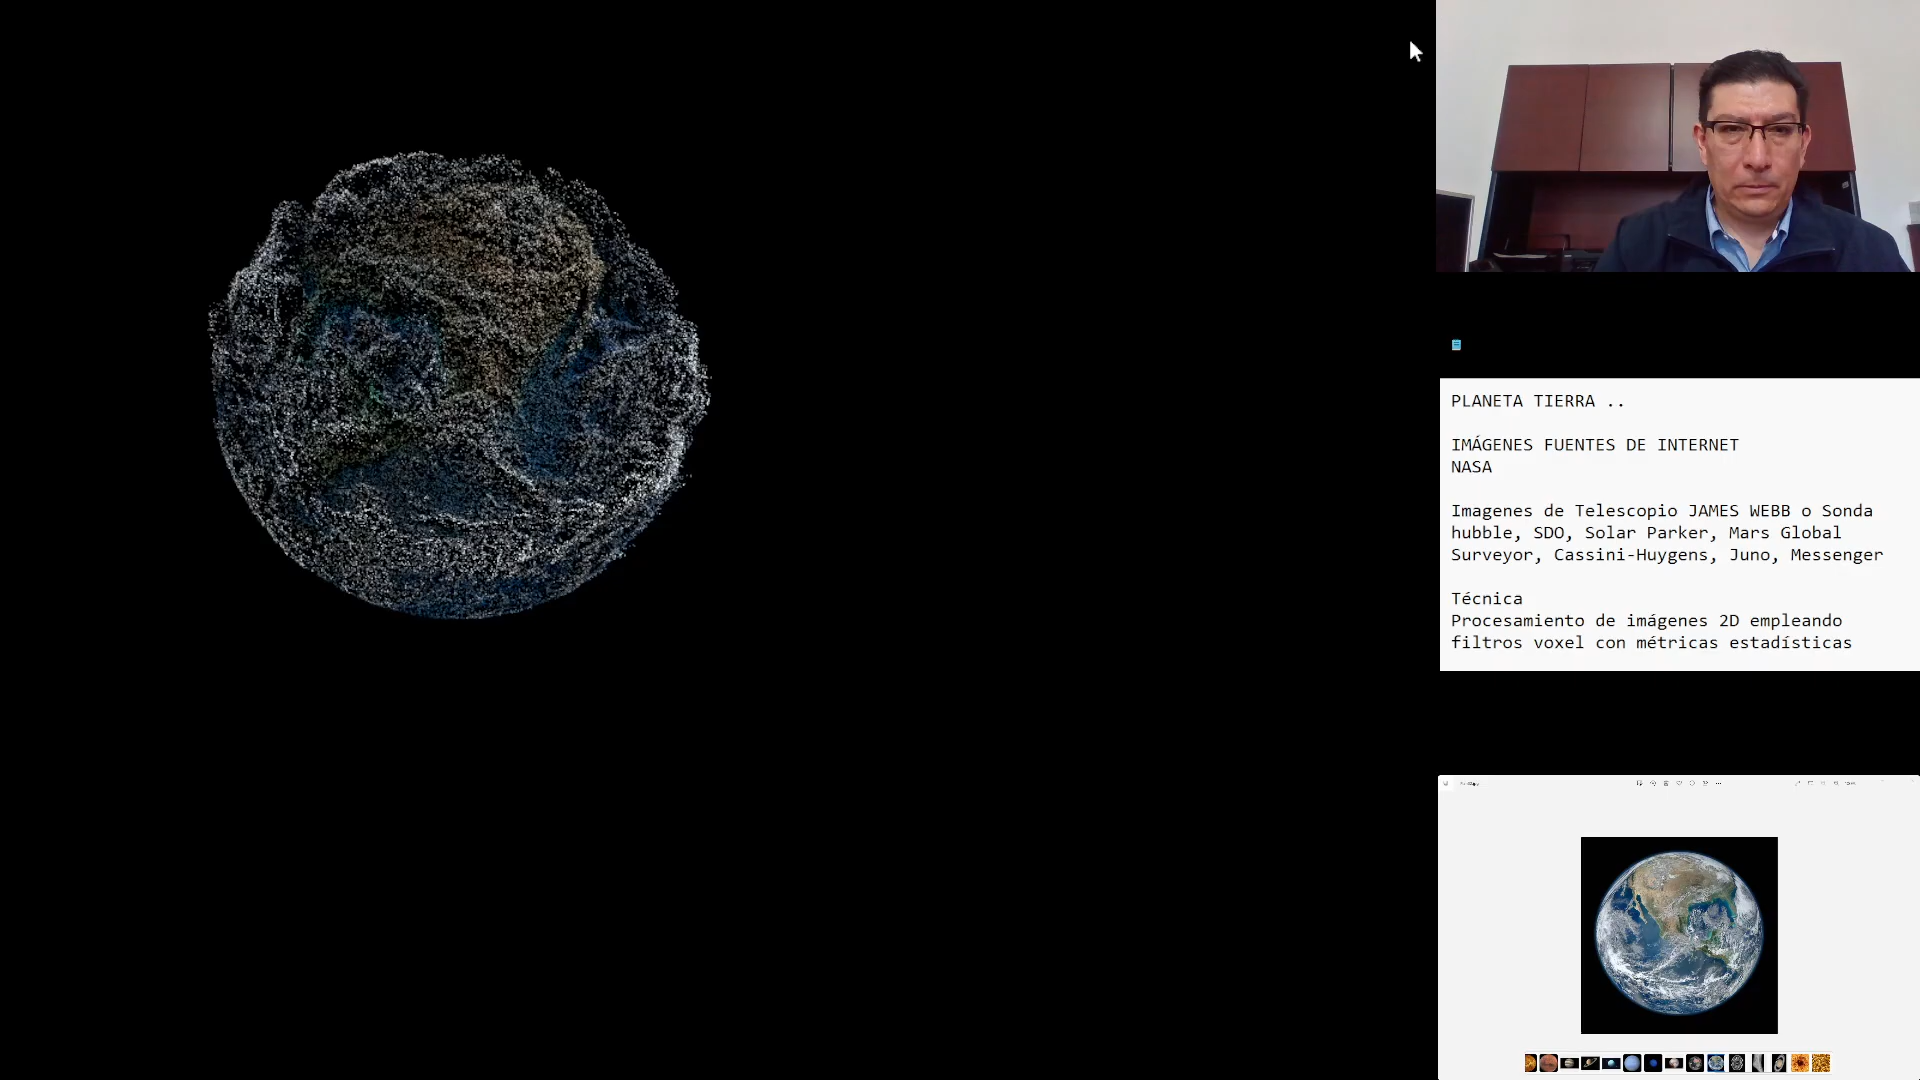 PLANETA TIERRA ..
IMÁGENES FUENTES DE INTERNET
NASA
Imagenes de Telescopio JAMES WEBB o Sonda
hubble, SDO, Solar Parker, Mars Global
Surveyor, Cassini-Huygens, Juno, Messenger
Técnica
Procesamiento de imágenes 2D empleando
filtros voxel con métricas estadísticas